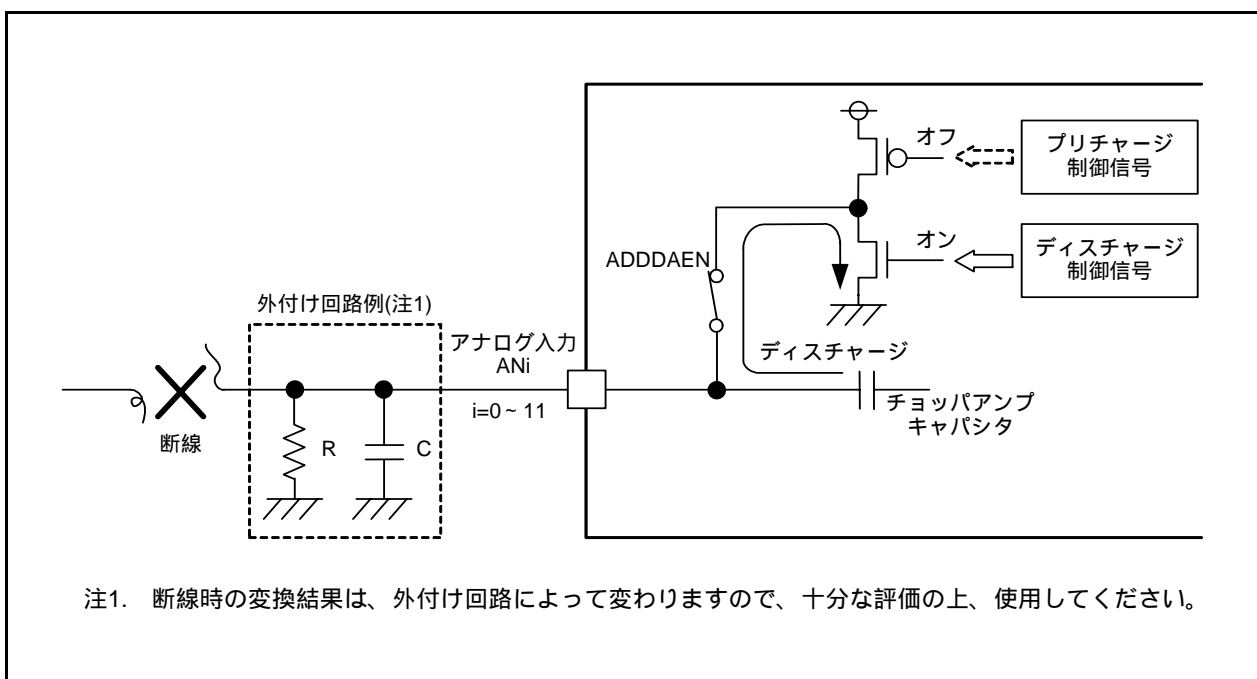 オフ
プリチャージ
制御信号
オン
ディスチャージ
制御信号
ADDDAEN
外付け回路例(注1)
アナログ入力
ANi
i=0～11
ディスチャージ
チョッパアンプ
キャパシタ
断線
R
C
注1. 断線時の変換結果は、外付け回路によって変わりますので、十分な評価の上、使用してください。